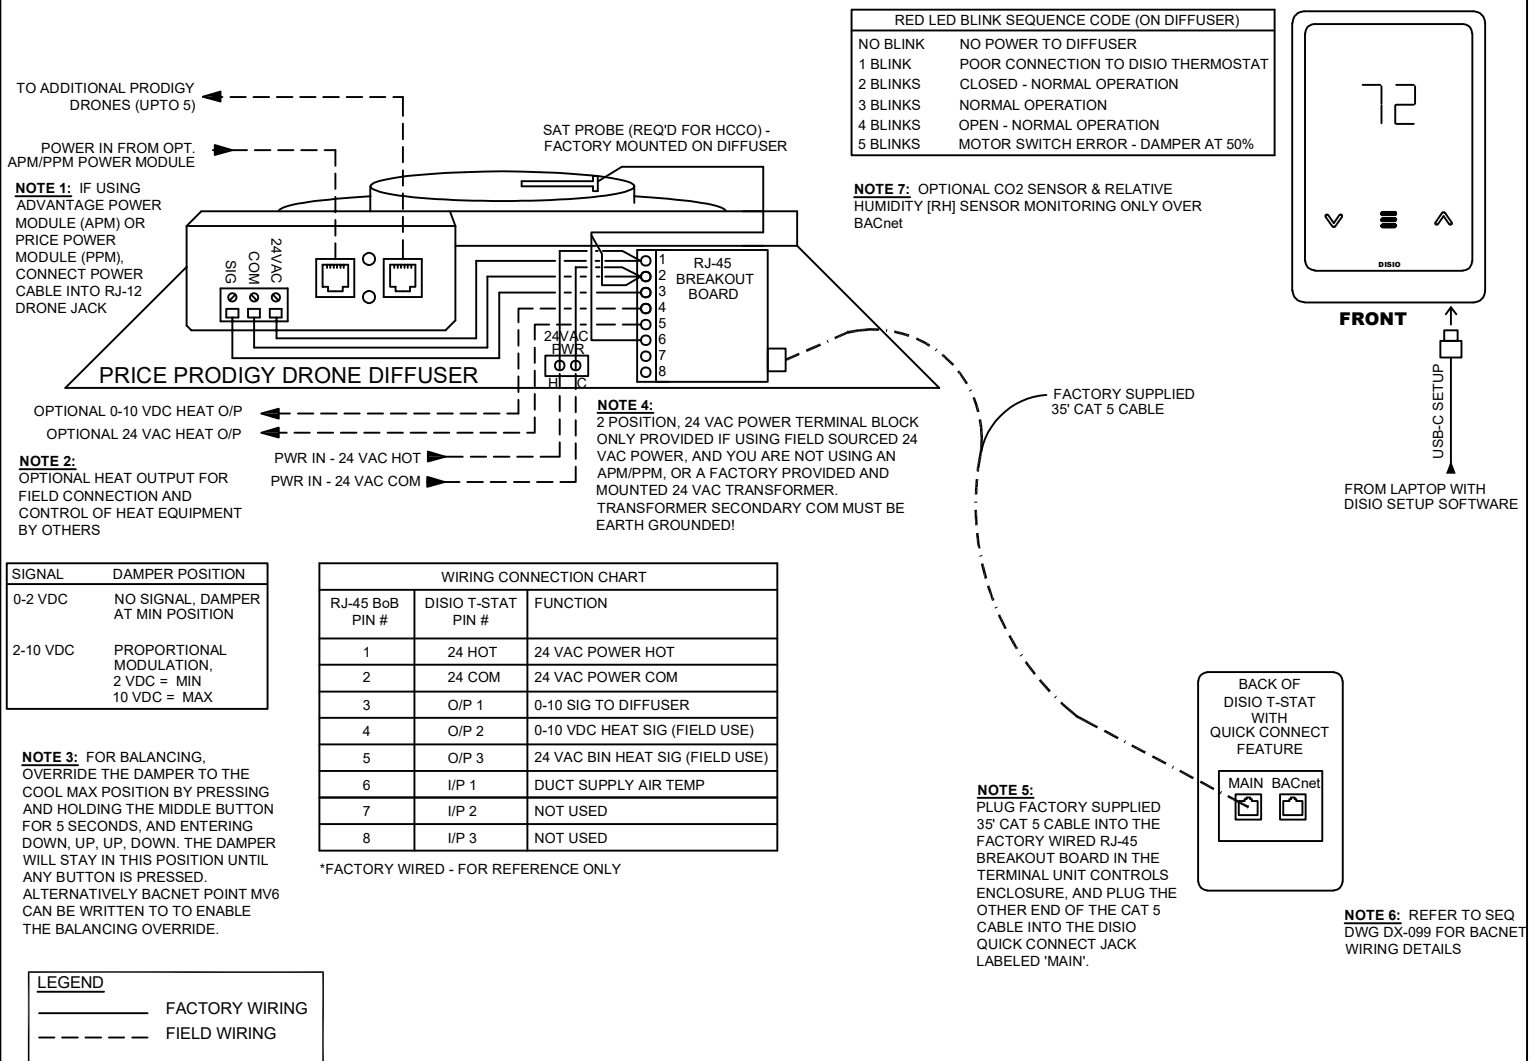 TO ADDITIONAL PRODIGY
DRONES (UPTO 5)
POWER IN FROM OPT.
APM/PPM POWER MODULE
NOTE 1: IF USING
ADVANTAGE POWER
MODULE (APM) OR
PRICE POWER
MODULE (PPM),
CONNECT POWER
CABLE INTO RJ-12
DRONE JACK
SAT PROBE (REQ'D FOR HCCO) -
FACTORY MOUNTED ON DIFFUSER
SIG
COM
24VAC
1
2
3
4
5
6
7
8
RJ-45
BREAKOUT
BOARD
24VAC
PWR
H C
PRICE PRODIGY DRONE DIFFUSER
RED LED BLINK SEQUENCE CODE (ON DIFFUSER)
NO BLINK NO POWER TO DIFFUSER
1 BLINK POOR CONNECTION TO DISIO THERMOSTAT
2 BLINKS CLOSED - NORMAL OPERATION
3 BLINKS NORMAL OPERATION
4 BLINKS OPEN - NORMAL OPERATION
5 BLINKS MOTOR SWITCH ERROR - DAMPER AT 50%
NOTE 7: OPTIONAL CO2 SENSOR & RELATIVE
HUMIDITY [RH] SENSOR MONITORING ONLY OVER
BACnet
72
DISIO
FRONT
USB-C SETUP
FROM LAPTOP WITH
DISIO SETUP SOFTWARE
FACTORY SUPPLIED
35' CAT 5 CABLE
OPTIONAL 0-10 VDC HEAT O/P
OPTIONAL 24 VAC HEAT O/P
PWR IN - 24 VAC HOT
PWR IN - 24 VAC COM
NOTE 2:
OPTIONAL HEAT OUTPUT FOR
FIELD CONNECTION AND
CONTROL OF HEAT EQUIPMENT
BY OTHERS
NOTE 4:
2 POSITION, 24 VAC POWER TERMINAL BLOCK
ONLY PROVIDED IF USING FIELD SOURCED 24
VAC POWER, AND YOU ARE NOT USING AN
APM/PPM, OR A FACTORY PROVIDED AND
MOUNTED 24 VAC TRANSFORMER.
TRANSFORMER SECONDARY COM MUST BE
EARTH GROUNDED!
SIGNAL DAMPER POSITION
0-2 VDC NO SIGNAL, DAMPER
AT MIN POSITION
2-10 VDC PROPORTIONAL
MODULATION,
2 VDC = MIN
10 VDC = MAX
WIRING CONNECTION CHART
RJ-45 BoB DISIO T-STAT FUNCTION
PIN # PIN #
1 24 HOT 24 VAC POWER HOT
2 24 COM 24 VAC POWER COM
3 O/P 1 0-10 SIG TO DIFFUSER
4 O/P 2 0-10 VDC HEAT SIG (FIELD USE)
5 O/P 3 24 VAC BIN HEAT SIG (FIELD USE)
6 I/P 1 DUCT SUPPLY AIR TEMP
7 I/P 2 NOT USED
8 I/P 3 NOT USED
*FACTORY WIRED - FOR REFERENCE ONLY
NOTE 3: FOR BALANCING,
OVERRIDE THE DAMPER TO THE
COOL MAX POSITION BY PRESSING
AND HOLDING THE MIDDLE BUTTON
FOR 5 SECONDS, AND ENTERING
DOWN, UP, UP, DOWN. THE DAMPER
WILL STAY IN THIS POSITION UNTIL
ANY BUTTON IS PRESSED.
ALTERNATIVELY BACNET POINT MV6
CAN BE WRITTEN TO TO ENABLE
THE BALANCING OVERRIDE.
BACK OF
DISIO T-STAT
WITH
QUICK CONNECT
FEATURE
MAIN BACnet
NOTE 5:
PLUG FACTORY SUPPLIED
35' CAT 5 CABLE INTO THE
FACTORY WIRED RJ-45
BREAKOUT BOARD IN THE
TERMINAL UNIT CONTROLS
ENCLOSURE, AND PLUG THE
OTHER END OF THE CAT 5
CABLE INTO THE DISIO
QUICK CONNECT JACK
LABELED 'MAIN'.
NOTE 6: REFER TO SEQ
DWG DX-099 FOR BACNET
WIRING DETAILS
LEGEND
FACTORY WIRING
FIELD WIRING